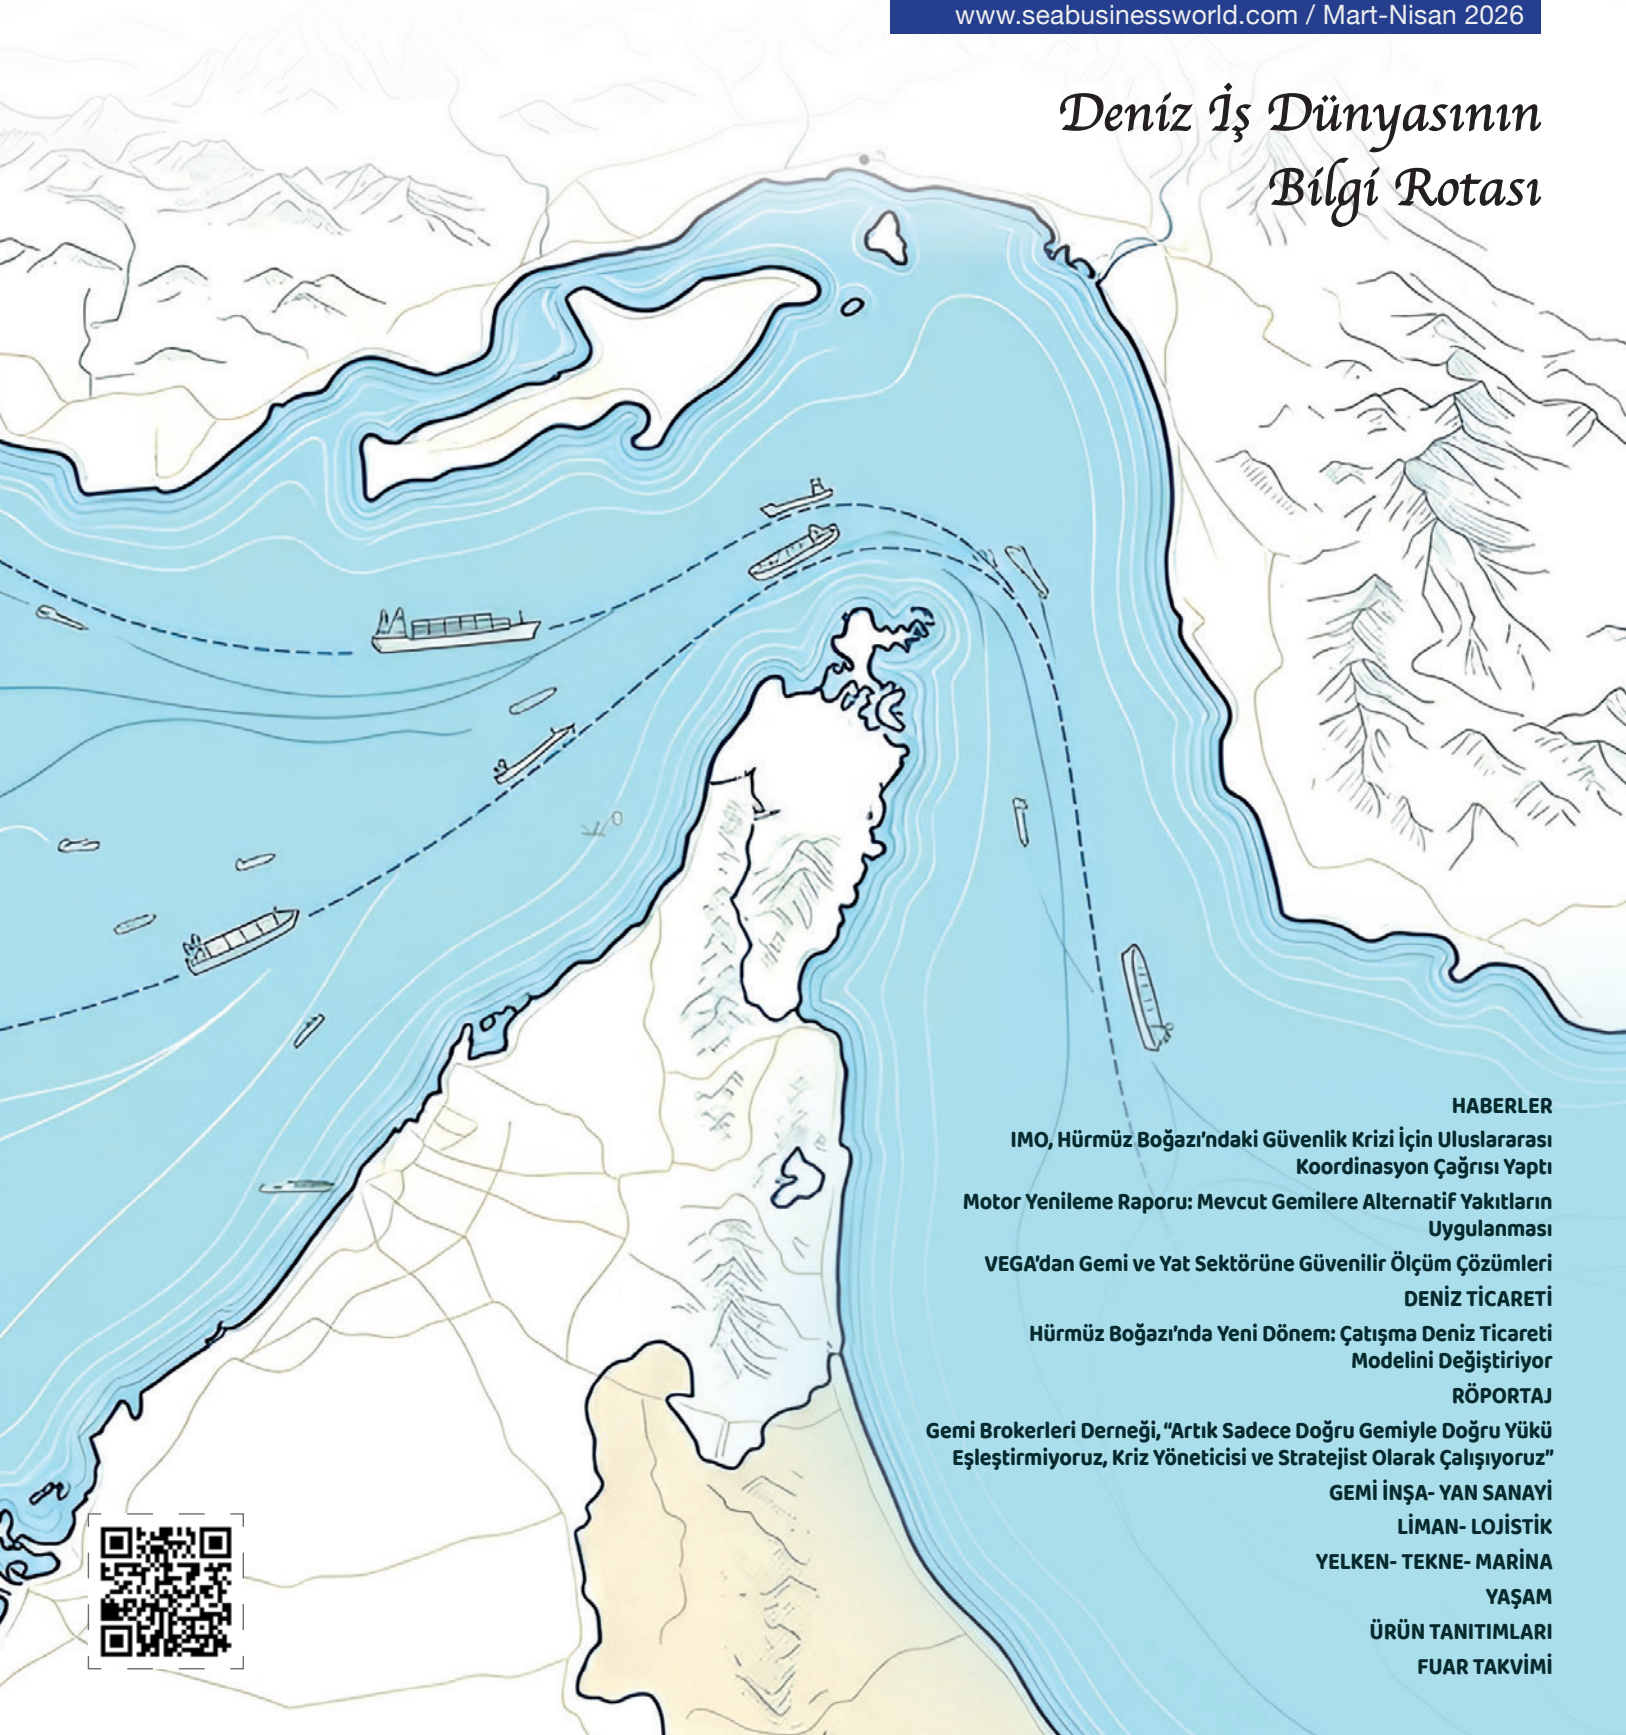 www.seabusinessworld.com / Mart-Nisan 2026
Deniz İş Dünyasının
Bilgi Rotası
HABERLER
IMO, Hürmüz Boğazı'ndaki Güvenlik Krizi İçin Uluslararası
Koordinasyon Çağrısı Yaptı
Motor Yenileme Raporu: Mevcut Gemilere Alternatif Yakıtların
Uygulanması
VEGA'dan Gemi ve Yat Sektörüne Güvenilir Ölçüm Çözümleri
DENİZ TİCARETİ
Hürmüz Boğazı'nda Yeni Dönem: Çatışma Deniz Ticareti
Modelini Değiştiriyor
RÖPORTAJ
Gemi Brokerleri Derneği, “Artık Sadece Doğru Gemiyle Doğru Yükü
Eşleştirmiyoruz, Kriz Yöneticisi ve Stratejist Olarak Çalışıyoruz”
GEMİ İNŞA- YAN SANAYİ
LİMAN- LOJİSTİK
YELKEN- TEKNE- MARİNA
YAŞAM
ÜRÜN TANITIMLARI
FUAR TAKVİMİ